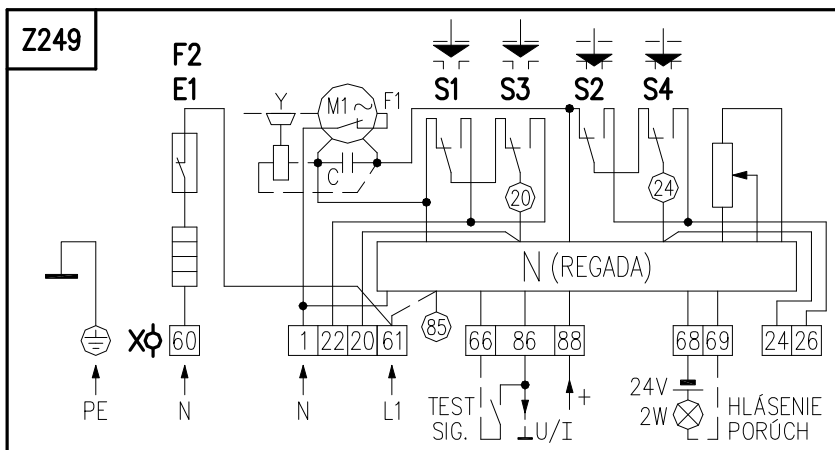 Z249
F2
E1
S1 S3 S2 S4
Y M1 ~ F1
C
20
24
N (REGADA)
85
X 60 1 22 20 61 66 86 88 68 69 24 26
PE N N L1
TEST
SIG.
U/I
+
24V
2W
HLÁSENIE
PORÚCH